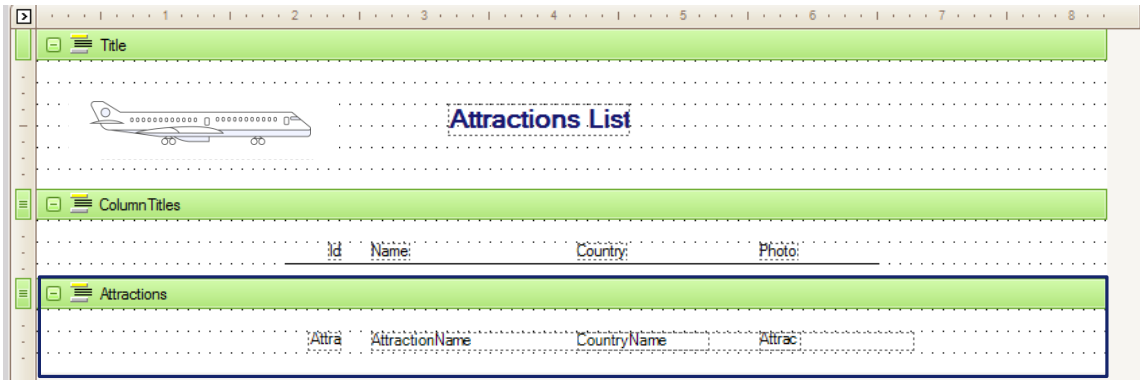 1 2 3 4 5 6 7 8
Title
Attractions List
ColumnTitles
Id Name: Country: Photo:
Attractions
Attra AttractionName CountryName Attrac